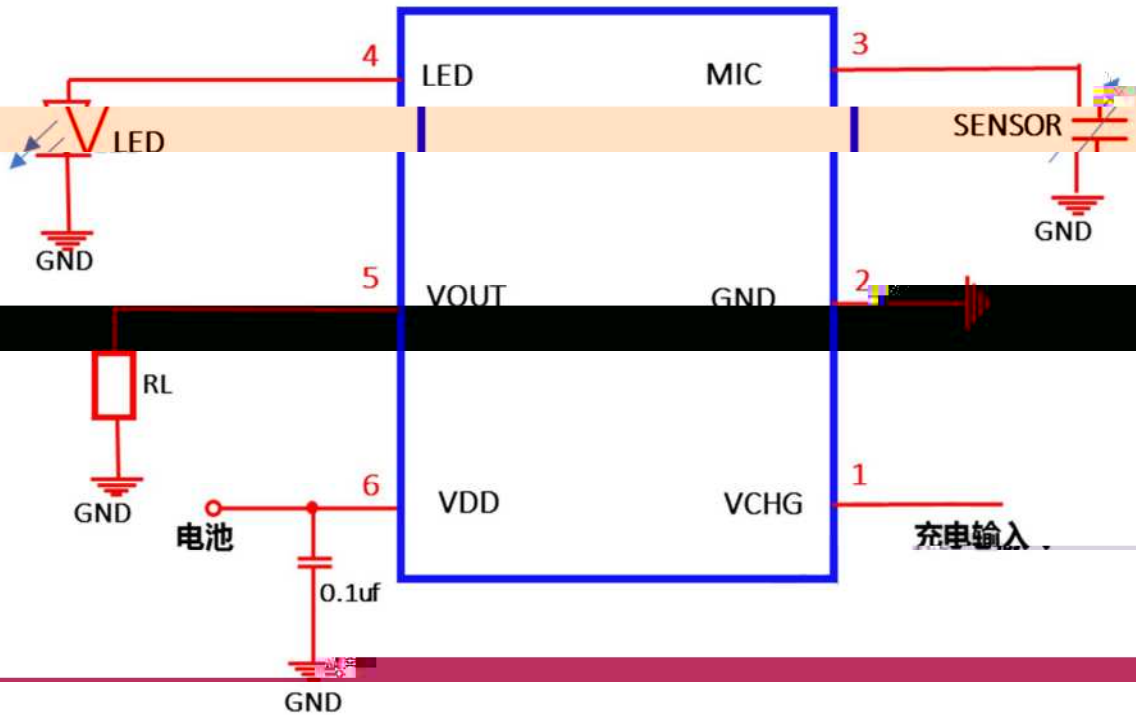 4
LED
MIC
3
LED
SENSOR
GND
GND
5
VOUT
GND
2
RL
GND
6
VDD
VCHG
1
电池
充电输入
0.1uf
GND